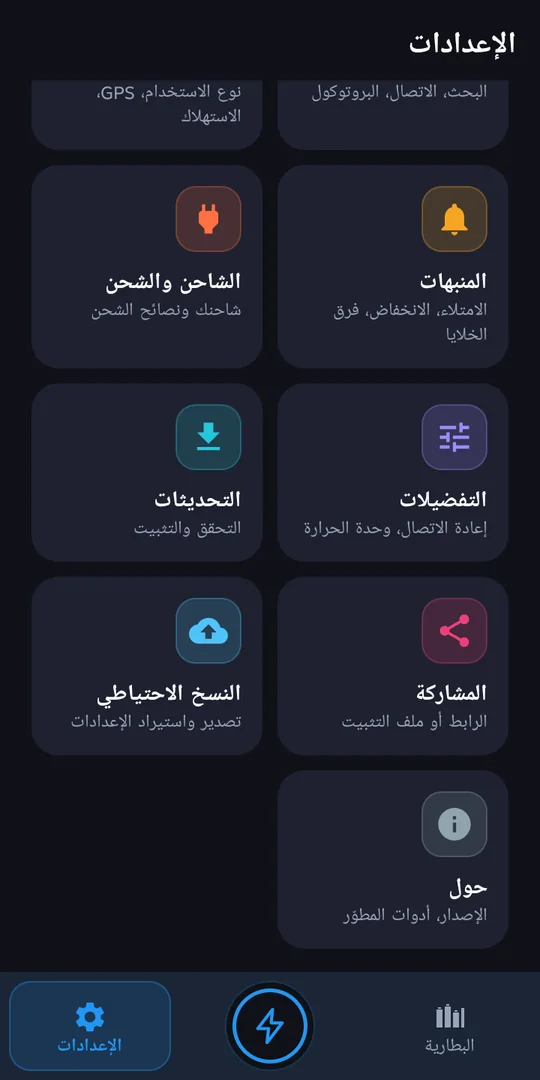 الإعدادات
البحث، الاتصال، البروتوكول
نوع الاستخدام، GPS،
الاستهلاك
المنبهات
الامتلاء، الانخفاض، فرق
الخلايا
الشاحن والشحن
شاحنك ونصائح الشحن
التفضيلات
إعادة الاتصال، وحدة الحرارة
التحديثات
التحقق والتثبيت
المشاركة
الرابط أو ملف التثبيت
النسخ الاحتياطي
تصدير واستيراد الإعدادات
حول
الإصدار، أدوات المطوّر
البطارية
الإعدادات